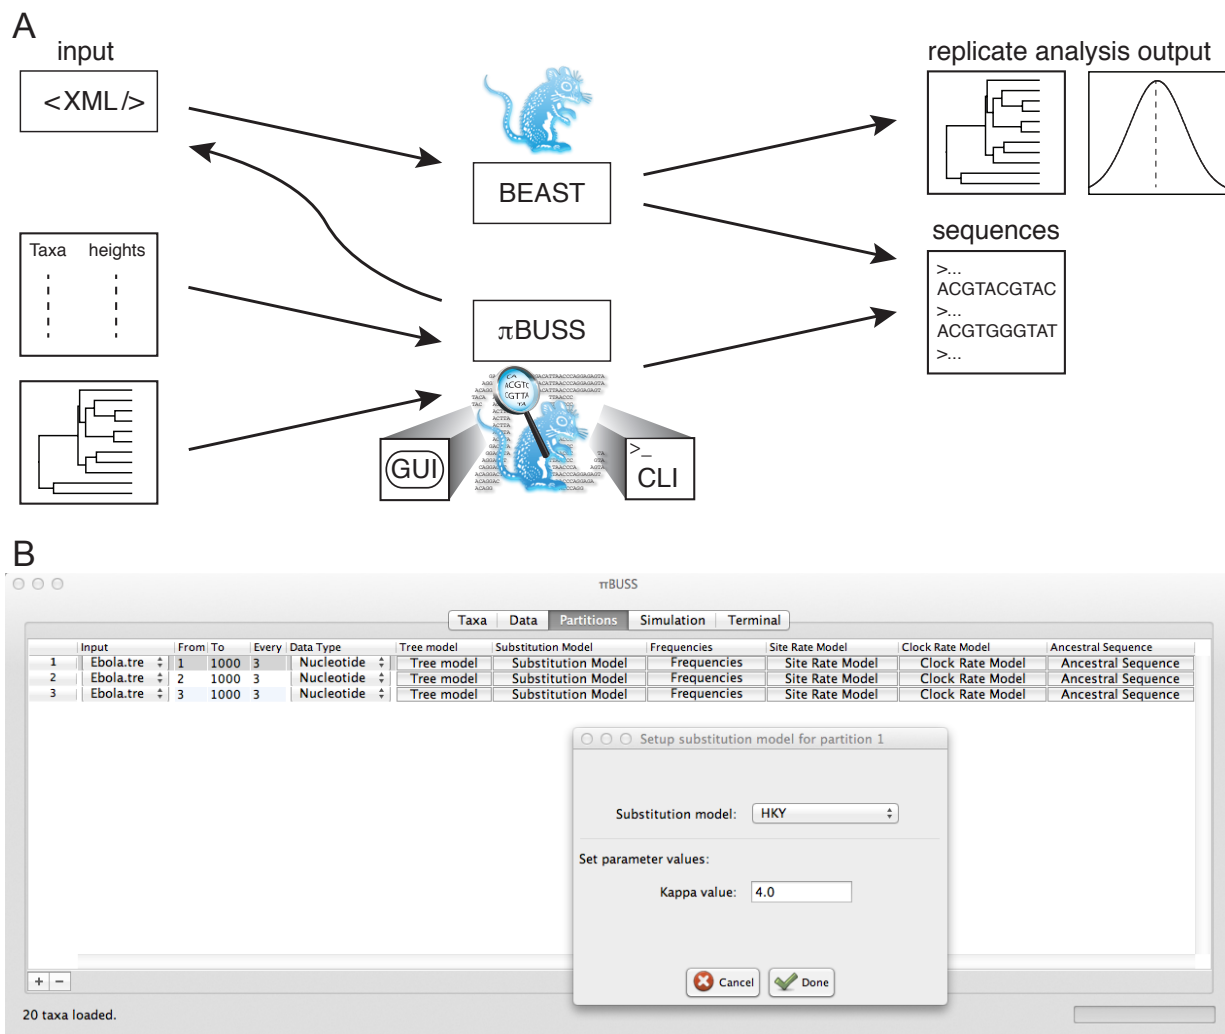 A
input
<XML/>
BEAST
replicate analysis output
sequences
>...
ACGTACGTAC
>...
ACGTGGGTAT
>...
Taxa heights
πBUSS
ACGTC
CGTTA
GUI
>_
CLI
B
πBUSS
Taxa Data Partitions Simulation Terminal
Input From To Every Data Type Tree model Substitution Model Frequencies Site Rate Model Clock Rate Model Ancestral Sequence
1 Ebola.tre 1 1000 3 Nucleotide Tree model Substitution Model Frequencies Site Rate Model Clock Rate Model Ancestral Sequence
2 Ebola.tre 2 1000 3 Nucleotide Tree model Substitution Model Frequencies Site Rate Model Clock Rate Model Ancestral Sequence
3 Ebola.tre 3 1000 3 Nucleotide Tree model Substitution Model Frequencies Site Rate Model Clock Rate Model Ancestral Sequence
Setup substitution model for partition 1
Substitution model: HKY
Set parameter values:
Kappa value: 4.0
Cancel Done
+ −
20 taxa loaded.